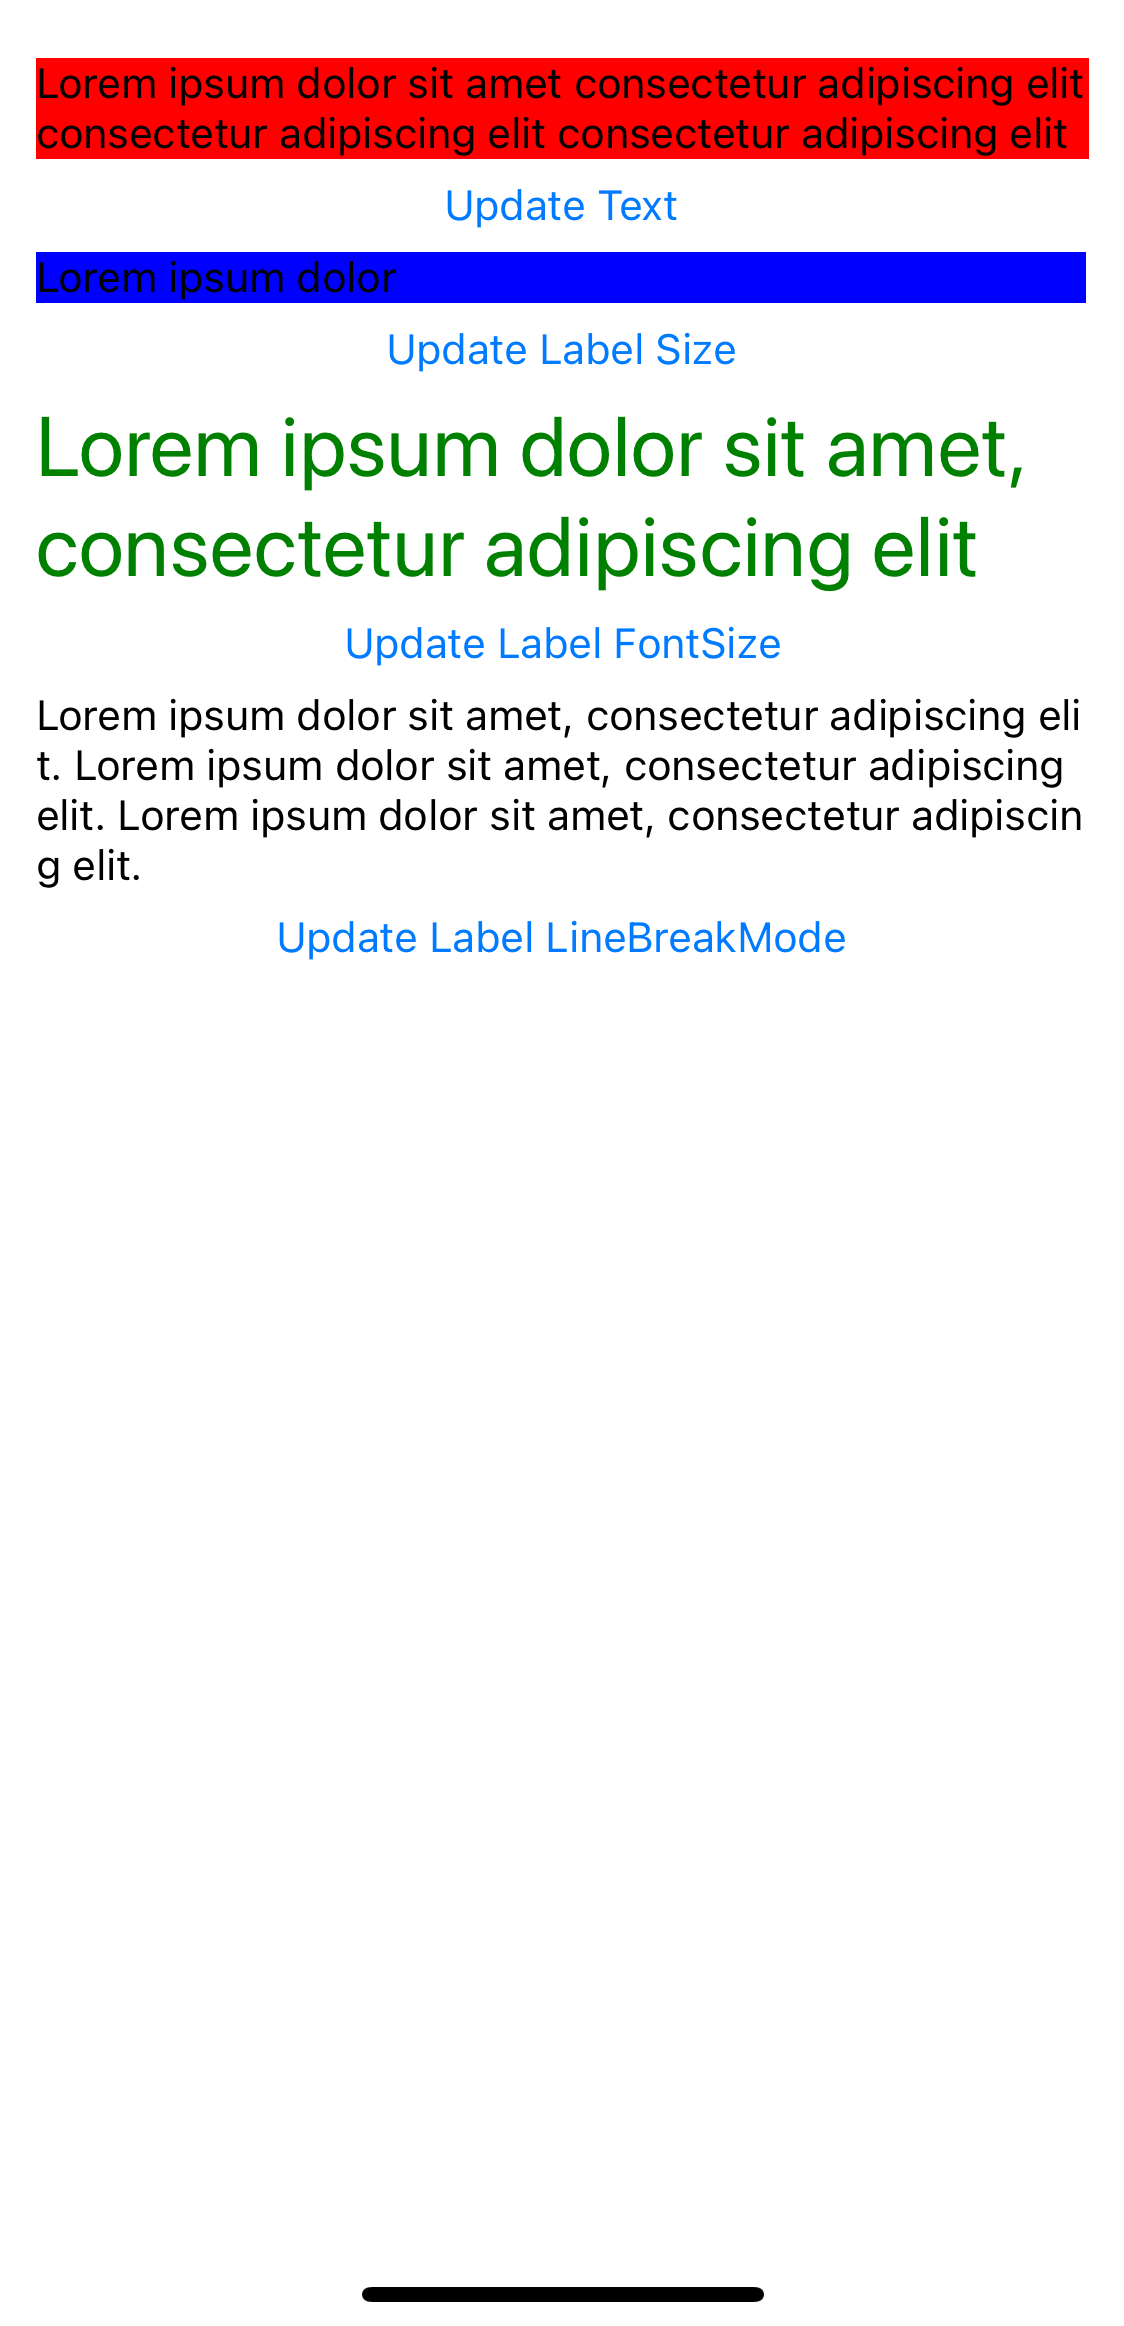 Lorem ipsum dolor sit amet consectetur adipiscing elit
consectetur adipiscing elit consectetur adipiscing elit
Update Text
Lorem ipsum dolor
Update Label Size
Lorem ipsum dolor sit amet,
consectetur adipiscing elit
Update Label FontSize
Lorem ipsum dolor sit amet, consectetur adipiscing eli
t. Lorem ipsum dolor sit amet, consectetur adipiscing
elit. Lorem ipsum dolor sit amet, consectetur adipiscin
g elit.
Update Label LineBreakMode